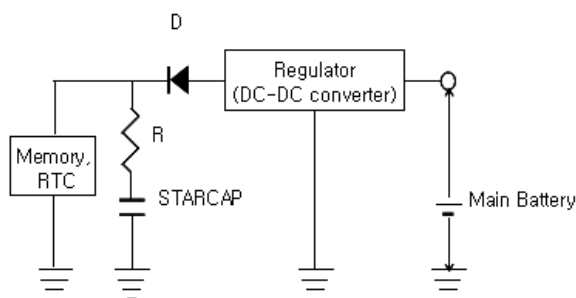 D
Regulator
(DC-DC converter)
R
Memory,
RTC
STARCAP
Main Battery